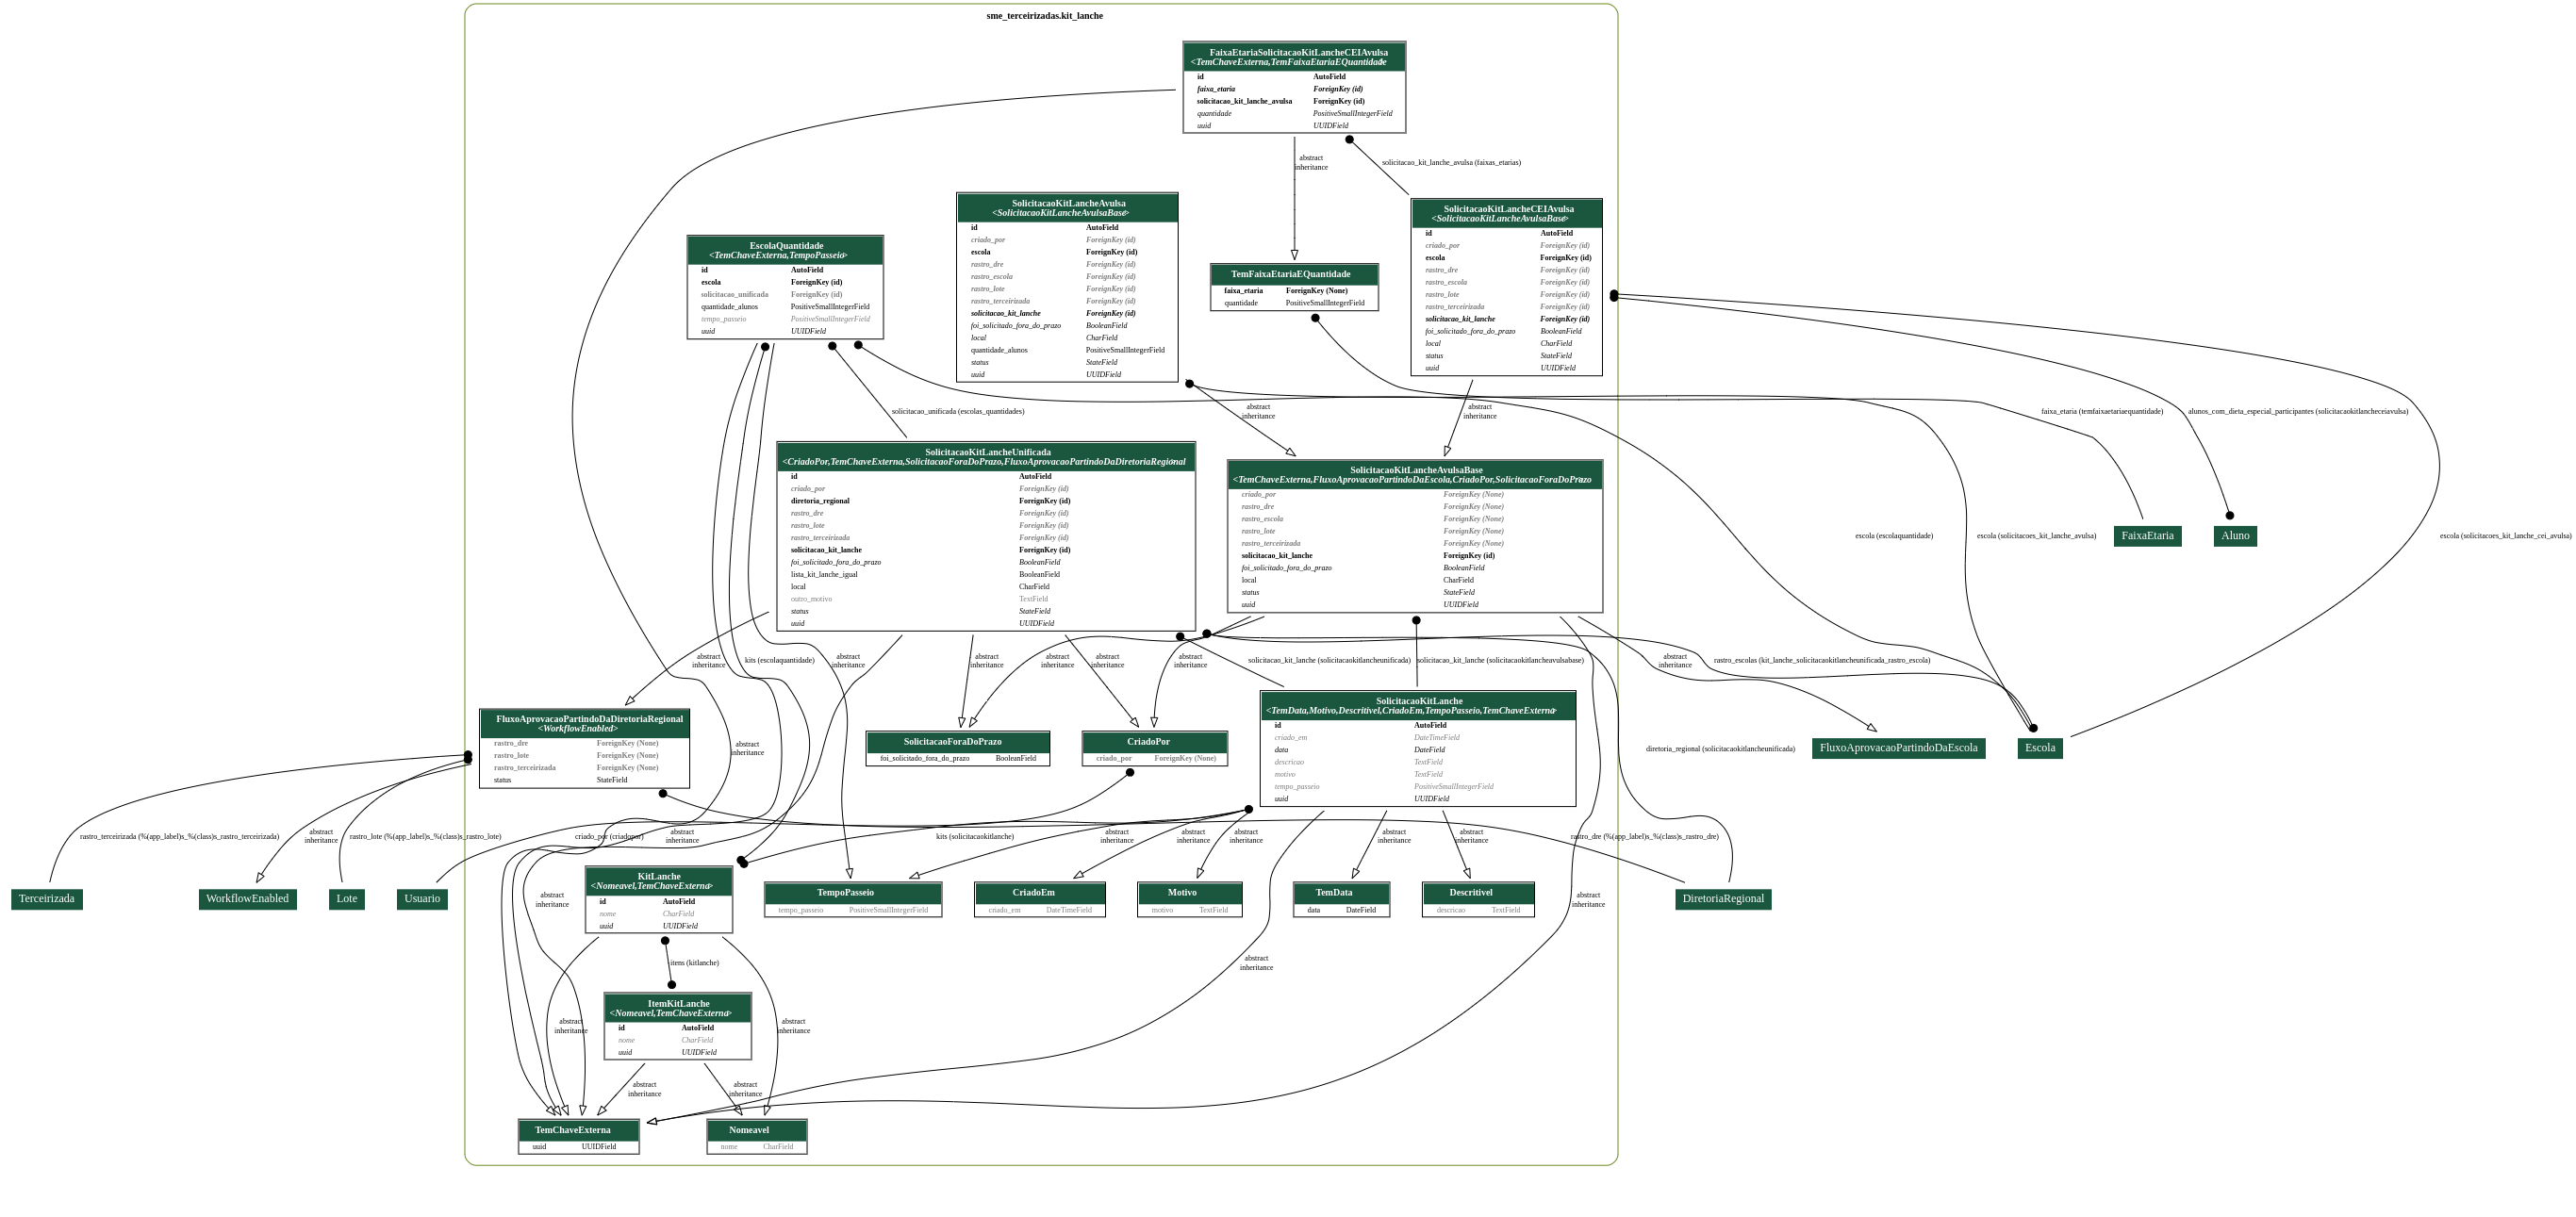 sme_terceirizadas.kit_lanche
FaixaEtariaSolicitacaoKitLancheCEIAvulsa
<TemChaveExterna,TemFaixaEtariaEQuantidade>
id AutoField
faixa_etaria ForeignKey (id)
solicitacao_kit_lanche_avulsa ForeignKey (id)
quantidade PositiveSmallIntegerField
uuid UUIDField
abstract
inheritance
solicitacao_kit_lanche_avulsa (faixas_etarias)
SolicitacaoKitLancheAvulsa
<SolicitacaoKitLancheAvulsaBase>
id AutoField
criado_por ForeignKey (id)
escola ForeignKey (id)
rastro_dre ForeignKey (id)
rastro_escola ForeignKey (id)
rastro_lote ForeignKey (id)
rastro_terceirizada ForeignKey (id)
solicitacao_kit_lanche ForeignKey (id)
foi_solicitado_fora_do_prazo BooleanField
local CharField
quantidade_alunos PositiveSmallIntegerField
status StateField
uuid UUIDField
SolicitacaoKitLancheCEIAvulsa
<SolicitacaoKitLancheAvulsaBase>
id AutoField
criado_por ForeignKey (id)
escola ForeignKey (id)
rastro_dre ForeignKey (id)
rastro_escola ForeignKey (id)
rastro_lote ForeignKey (id)
rastro_terceirizada ForeignKey (id)
solicitacao_kit_lanche ForeignKey (id)
foi_solicitado_fora_do_prazo BooleanField
local CharField
status StateField
uuid UUIDField
EscolaQuantidade
<TemChaveExterna,TempoPasseio>
id AutoField
escola ForeignKey (id)
solicitacao_unificada ForeignKey (id)
quantidade_alunos PositiveSmallIntegerField
tempo_passeio PositiveSmallIntegerField
uuid UUIDField
TemFaixaEtariaEQuantidade
faixa_etaria ForeignKey (None)
quantidade PositiveSmallIntegerField
solicitacao_unificada (escolas_quantidades)
abstract
inheritance
abstract
inheritance
faixa_etaria (temfaixaetariaequantidade)
alunos_com_dieta_especial_participantes (solicitacaokitlancheceiavulsa)
SolicitacaoKitLancheUnificada
<CriadoPor,TemChaveExterna,SolicitacaoForaDoPrazo,FluxoAprovacaoPartindoDaDiretoriaRegional>
id AutoField
criado_por ForeignKey (id)
diretoria_regional ForeignKey (id)
rastro_dre ForeignKey (id)
rastro_lote ForeignKey (id)
rastro_terceirizada ForeignKey (id)
solicitacao_kit_lanche ForeignKey (id)
foi_solicitado_fora_do_prazo BooleanField
lista_kit_lanche_igual BooleanField
local CharField
outro_motivo TextField
status StateField
uuid UUIDField
SolicitacaoKitLancheAvulsaBase
<TemChaveExterna,FluxoAprovacaoPartindoDaEscola,CriadoPor,SolicitacaoForaDoPrazo>
criado_por ForeignKey (None)
rastro_dre ForeignKey (None)
rastro_escola ForeignKey (None)
rastro_lote ForeignKey (None)
rastro_terceirizada ForeignKey (None)
solicitacao_kit_lanche ForeignKey (id)
foi_solicitado_fora_do_prazo BooleanField
local CharField
status StateField
uuid UUIDField
escola (escolaquantidade)
escola (solicitacoes_kit_lanche_avulsa)
FaixaEtaria
Aluno
escola (solicitacoes_kit_lanche_cei_avulsa)
abstract
inheritance
kits (escolaquantidade)
abstract
inheritance
abstract
inheritance
abstract
inheritance
abstract
inheritance
abstract
inheritance
solicitacao_kit_lanche (solicitacaokitlancheunificada)
solicitacao_kit_lanche (solicitacaokitlancheavulsabase)
abstract
inheritance
rastro_escolas (kit_lanche_solicitacaokitlancheunificada_rastro_escola)
FluxoAprovacaoPartindoDaDiretoriaRegional
<WorkflowEnabled>
rastro_dre ForeignKey (None)
rastro_lote ForeignKey (None)
rastro_terceirizada ForeignKey (None)
status StateField
abstract
inheritance
SolicitacaoForaDoPrazo
foi_solicitado_fora_do_prazo BooleanField
CriadoPor
criado_por ForeignKey (None)
SolicitacaoKitLanche
<TemData,Motivo,Descritivel,CriadoEm,TempoPasseio,TemChaveExterna>
id AutoField
criado_em DateTimeField
data DateField
descricao TextField
motivo TextField
tempo_passeio PositiveSmallIntegerField
uuid UUIDField
diretoria_regional (solicitacaokitlancheunificada)
FluxoAprovacaoPartindoDaEscola
Escola
rastro_terceirizada (%(app_label)s_%(class)s_rastro_terceirizada)
abstract
inheritance
rastro_lote (%(app_label)s_%(class)s_rastro_lote)
criado_por (criadopor)
abstract
inheritance
kits (solicitacaokitlanche)
abstract
inheritance
abstract
inheritance
abstract
inheritance
abstract
inheritance
abstract
inheritance
rastro_dre (%(app_label)s_%(class)s_rastro_dre)
Terceirizada
WorkflowEnabled
Lote
Usuario
abstract
inheritance
KitLanche
<Nomeavel,TemChaveExterna>
id AutoField
nome CharField
uuid UUIDField
TempoPasseio
tempo_passeio PositiveSmallIntegerField
CriadoEm
criado_em DateTimeField
Motivo
motivo TextField
TemData
data DateField
Descritivel
descricao TextField
abstract
inheritance
DiretoriaRegional
itens (kitlanche)
abstract
inheritance
ItemKitLanche
<Nomeavel,TemChaveExterna>
id AutoField
nome CharField
uuid UUIDField
abstract
inheritance
abstract
inheritance
abstract
inheritance
abstract
inheritance
TemChaveExterna
uuid UUIDField
Nomeavel
nome CharField